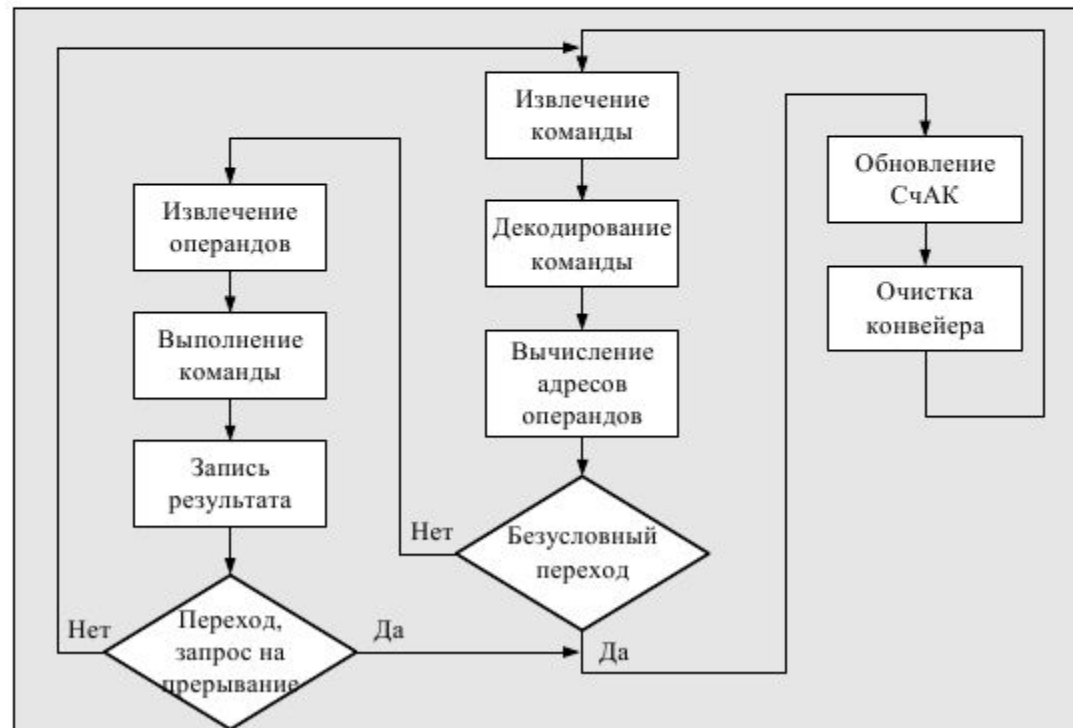 Извлечение
команды
Декодирование
команды
Вычисление
адресов
операндов
Безусловный
переход
Нет
Да
Извлечение
операндов
Выполнение
команды
Запись
результата
Переход,
запрос на
прерывание
Нет
Да
Обновление
СчАК
Очистка
конвейера